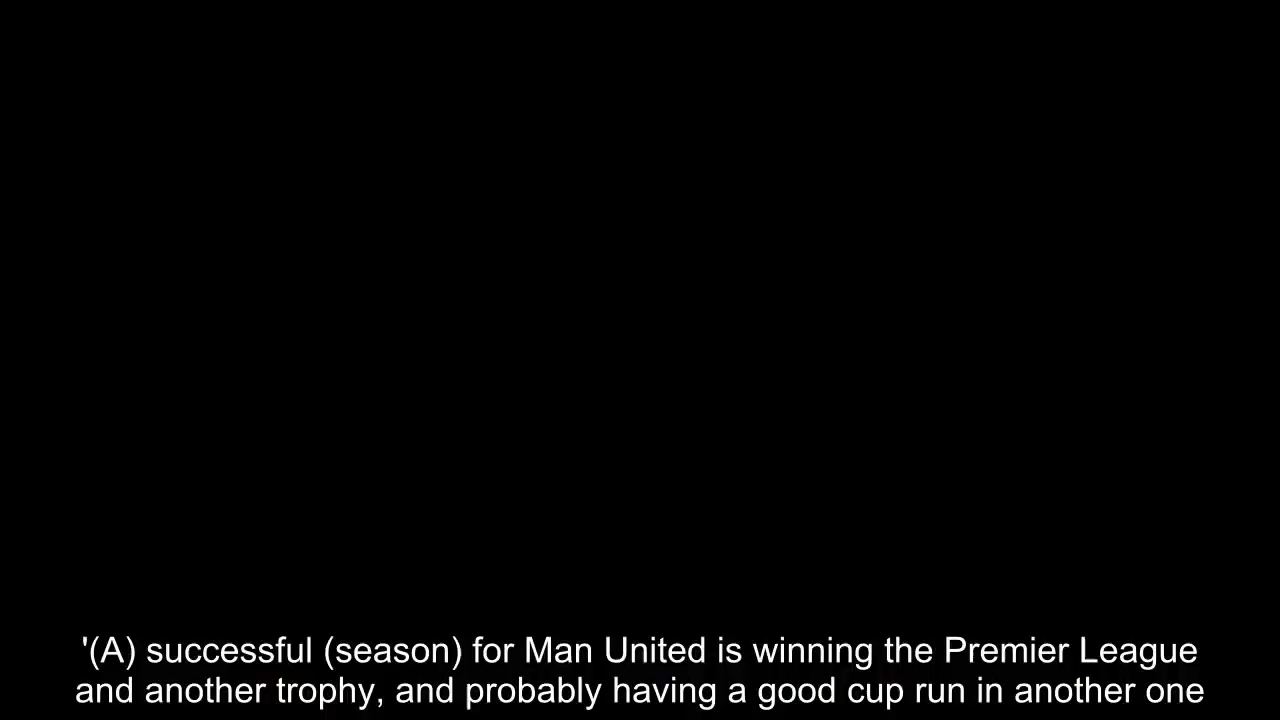 '(A) successful (season) for Man United is winning the Premier League
and another trophy, and probably having a good cup run in another one